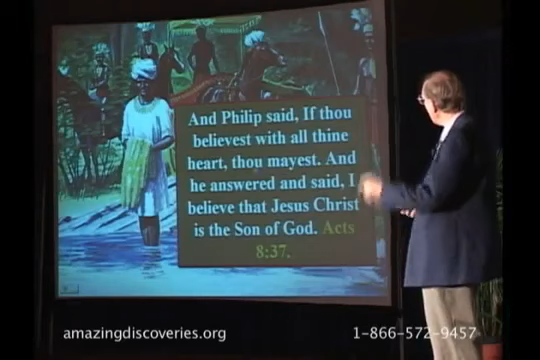 And Philip said, If thou
believest with all thine
heart, thou mayest. And
he answered and said, I
believe that Jesus Christ
is the Son of God. Acts
8:37.
amazingdiscoveries.org
1-866-572-9457